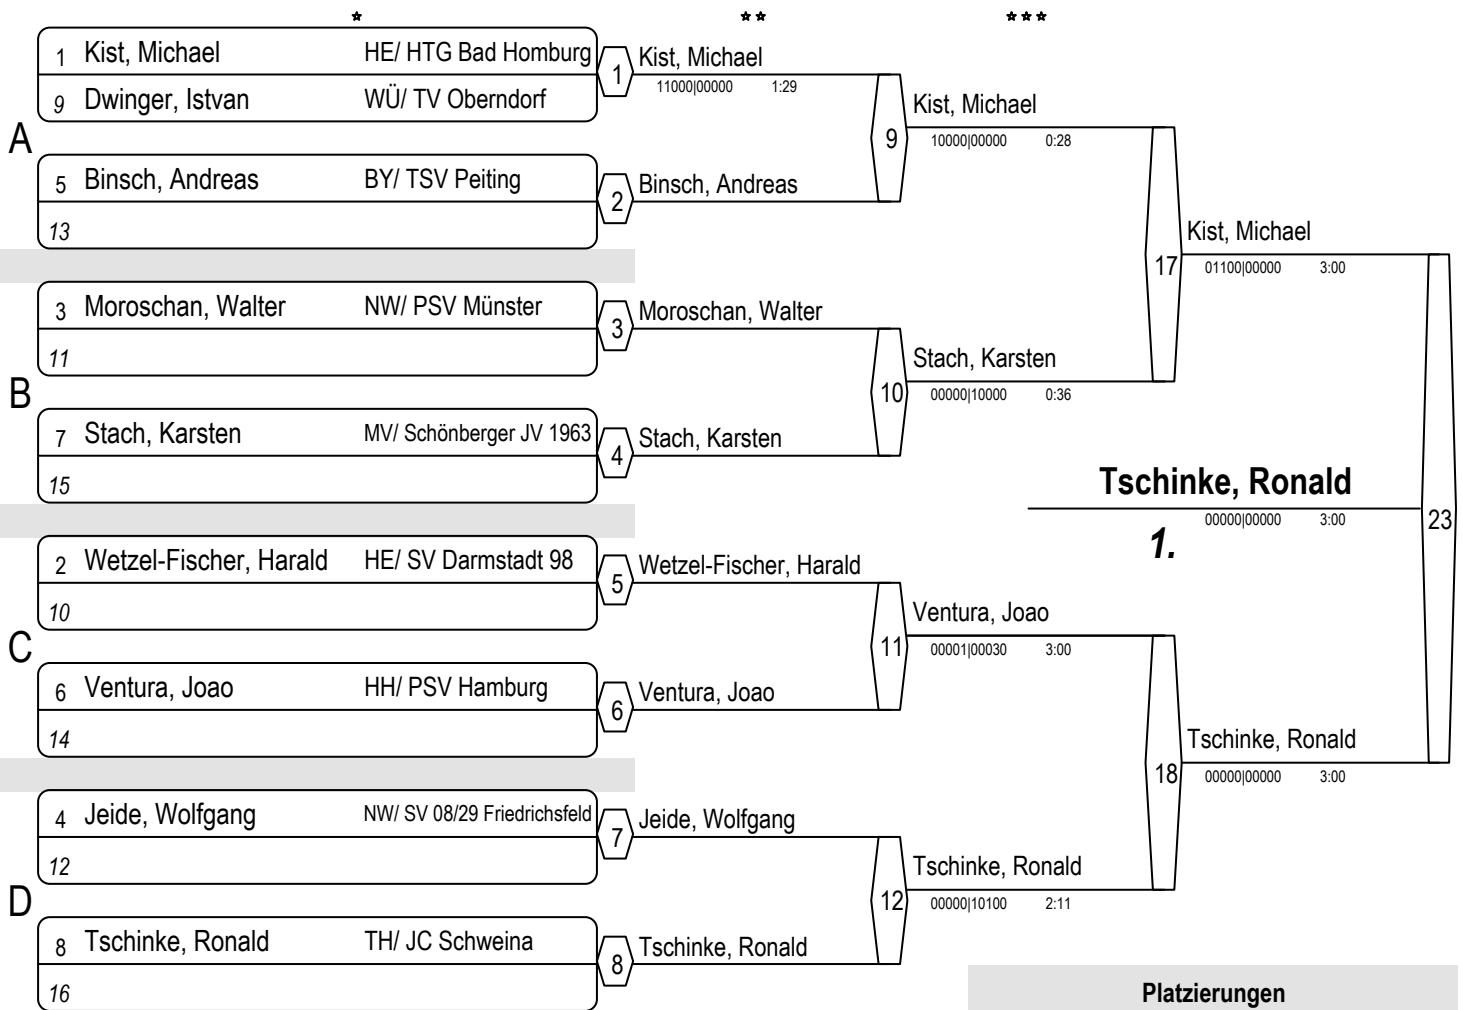 1 Kist, Michael HE/ HTG Bad Homburg
9 Dwinger, Istvan WÜ/ TV Oberndorf
A
5 Binsch, Andreas BY/ TSV Peiting
13
3 Moroschan, Walter NW/ PSV Münster
11
B
7 Stach, Karsten MV/ Schönberger JV 1963
15
2 Wetzel-Fischer, Harald HE/ SV Darmstadt 98
10
C
6 Ventura, Joao HH/ PSV Hamburg
14
4 Jeide, Wolfgang NW/ SV 08/29 Friedrichsfeld
12
D
8 Tschinke, Ronald TH/ JC Schweina
16
1 Kist, Michael
11000|00000 1:29
2 Binsch, Andreas
3 Moroschan, Walter
4 Stach, Karsten
5 Wetzel-Fischer, Harald
6 Ventura, Joao
7 Jeide, Wolfgang
8 Tschinke, Ronald
9 Kist, Michael
10000|00000 0:28
10 Stach, Karsten
00000|10000 0:36
11 Ventura, Joao
00001|00030 3:00
12 Tschinke, Ronald
00000|10100 2:11
17 Kist, Michael
01100|00000 3:00
18 Tschinke, Ronald
00000|00000 3:00
23
Tschinke, Ronald
00000|00000 3:00
1.
Platzierungen